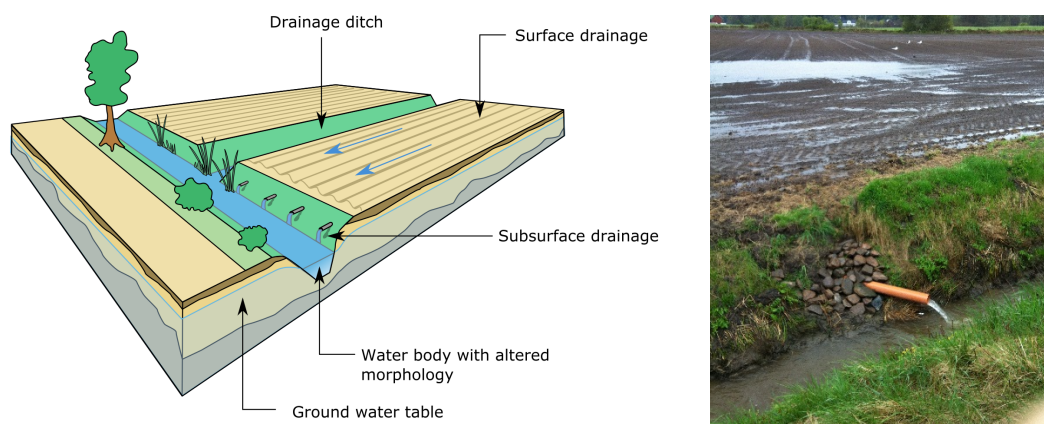 Drainage ditch
Surface drainage
Subsurface drainage
Water body with altered
morphology
Ground water table